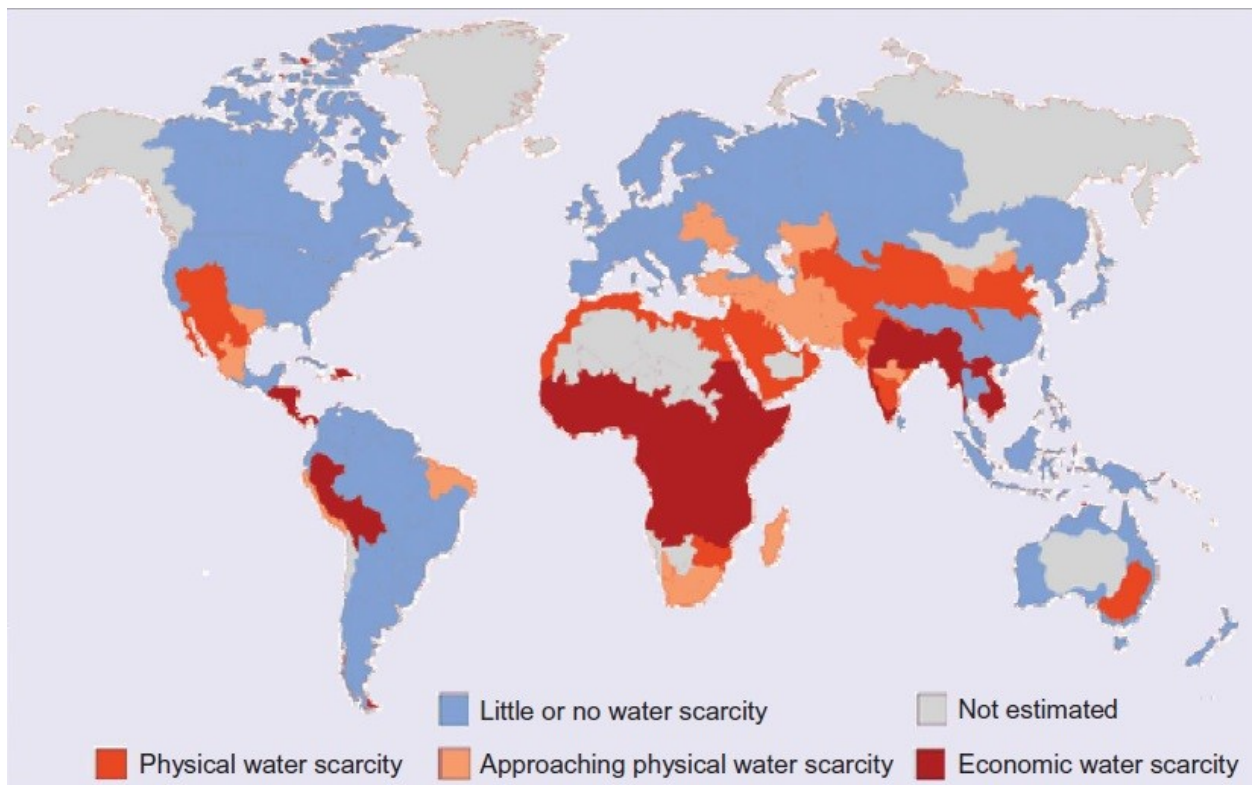 Little or no water scarcity
Not estimated
Physical water scarcity
Approaching physical water scarcity
Economic water scarcity